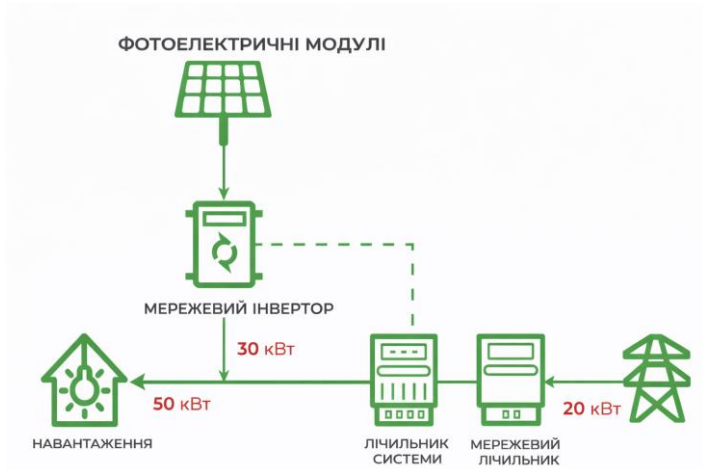 ФОТОЕЛЕКТРИЧНІ МОДУЛІ
МЕРЕЖЕВИЙ ІНВЕРТОР
30 кВт
50 кВт
20 кВт
НАВАНТАЖЕННЯ
ЛІЧИЛЬНИК
СИСТЕМИ
МЕРЕЖЕВИЙ
ЛІЧИЛЬНИК